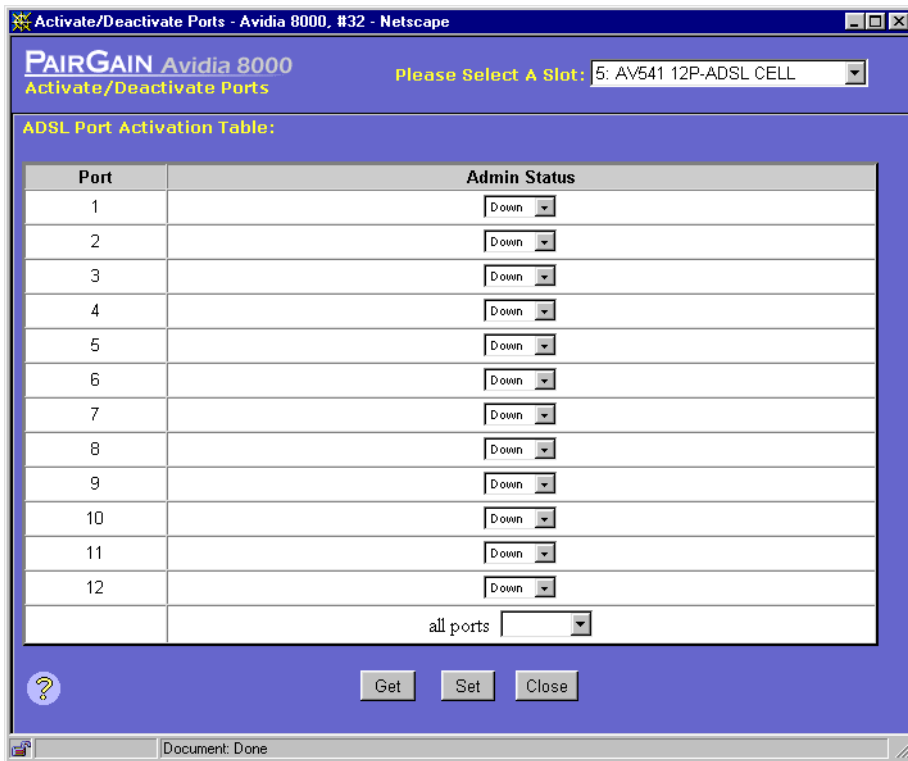 Activate/Deactivate Ports - Avidia 8000, #32 - Netscape
PAIRGAIN Avidia 8000
Activate/Deactivate Ports
Please Select A Slot: 5: AV541 12P-ADSL CELL
ADSL Port Activation Table:
Port Admin Status
1 Down
2 Down
3 Down
4 Down
5 Down
6 Down
7 Down
8 Down
9 Down
10 Down
11 Down
12 Down
all ports
? Get Set Close
Document: Done